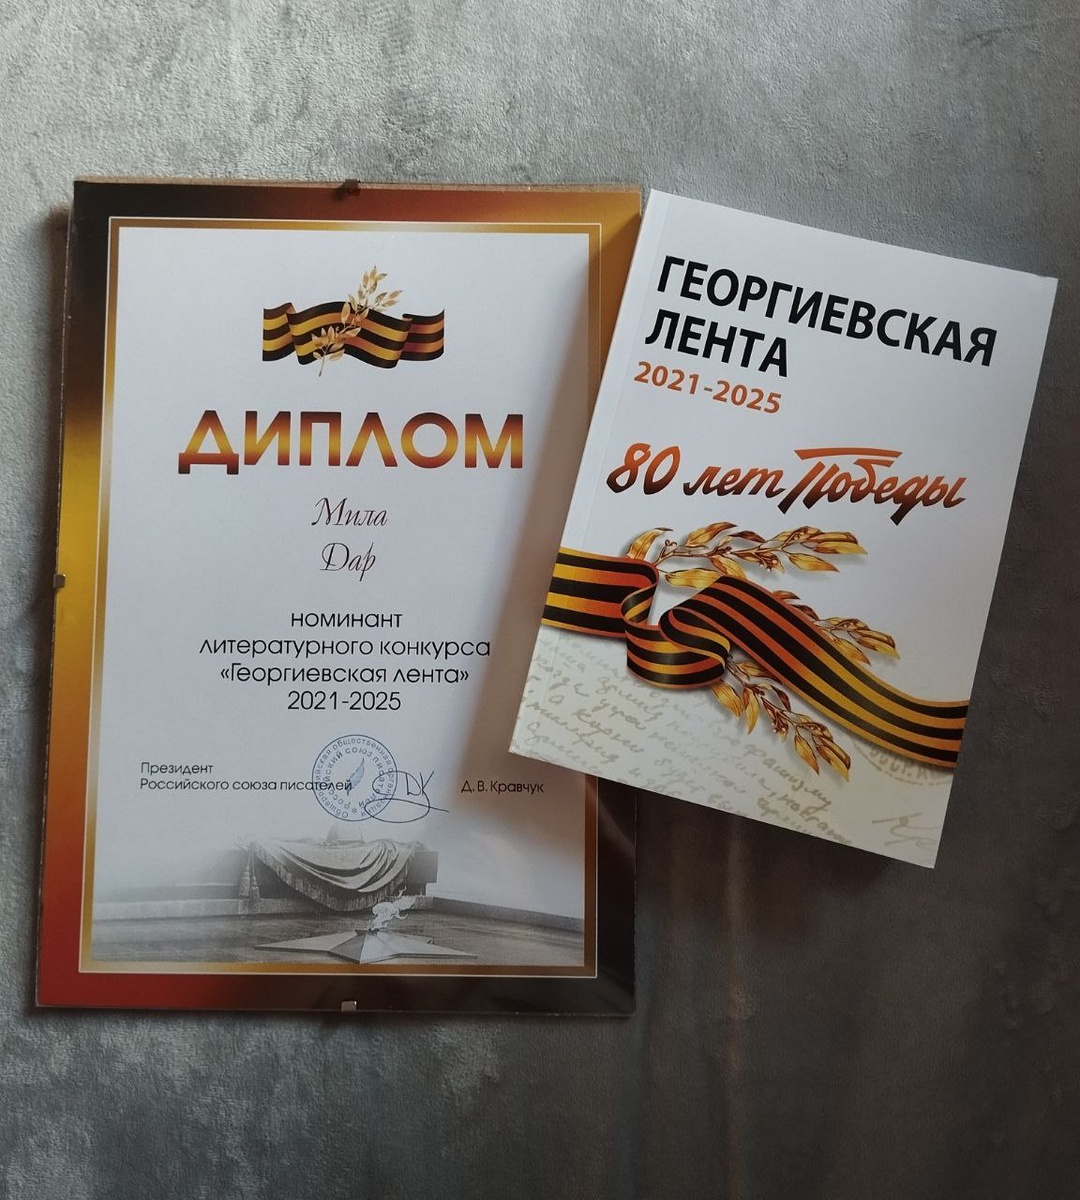 ДИПЛОМ
Мила
Дар
номинант
литературного конкурса
«Георгиевская лента»
2021-2025
Президент
Российского союза писателей
Д. В. Кравчук
ГЕОРГИЕВСКАЯ
ЛЕНТА
2021-2025
80 лет Победы